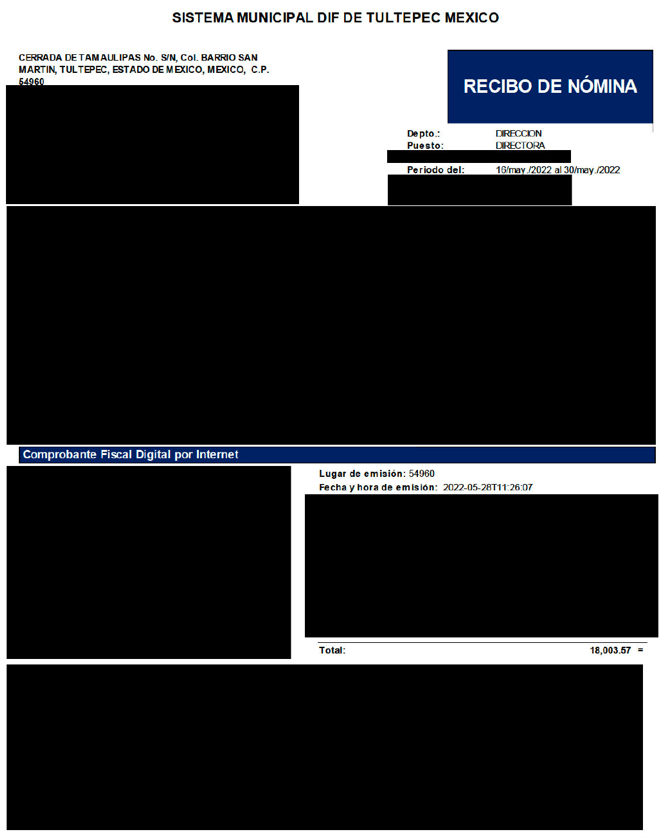 SISTEMA MUNICIPAL DIF DE TULTEPEC MEXICO
CERRADA DE TAMAULIPAS No. S/N, Col. BARRIO SAN
MARTIN, TULTEPEC, ESTADO DE MEXICO, MEXICO, C.P.
54960
RECIBO DE NÓMINA
Depto.: DIRECCION
Puesto: DIRECTORA
Periodo del: 16/may./2022 al 30/may./2022
Comprobante Fiscal Digital por Internet
Lugar de emisión: 54960
Fecha y hora de emisión: 2022-05-28T11:26:07
Total: 18,003.57 =